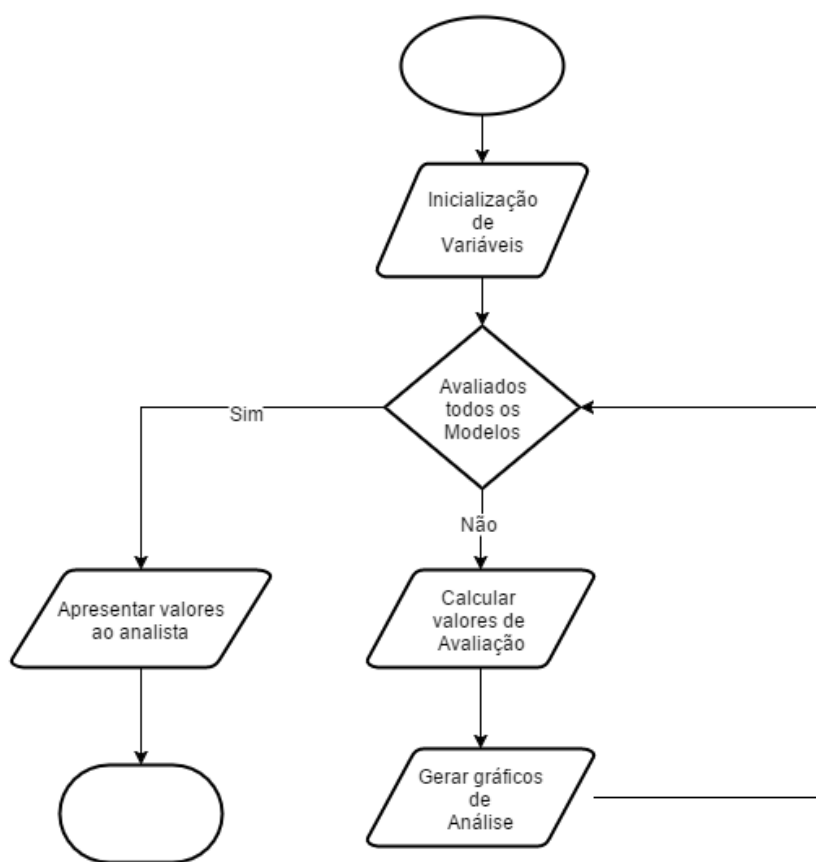 Inicialização
de
Variáveis
Avaliados
todos os
Modelos
Sim
Não
Apresentar valores
ao analista
Calcular
valores de
Avaliação
Gerar gráficos
de
Análise